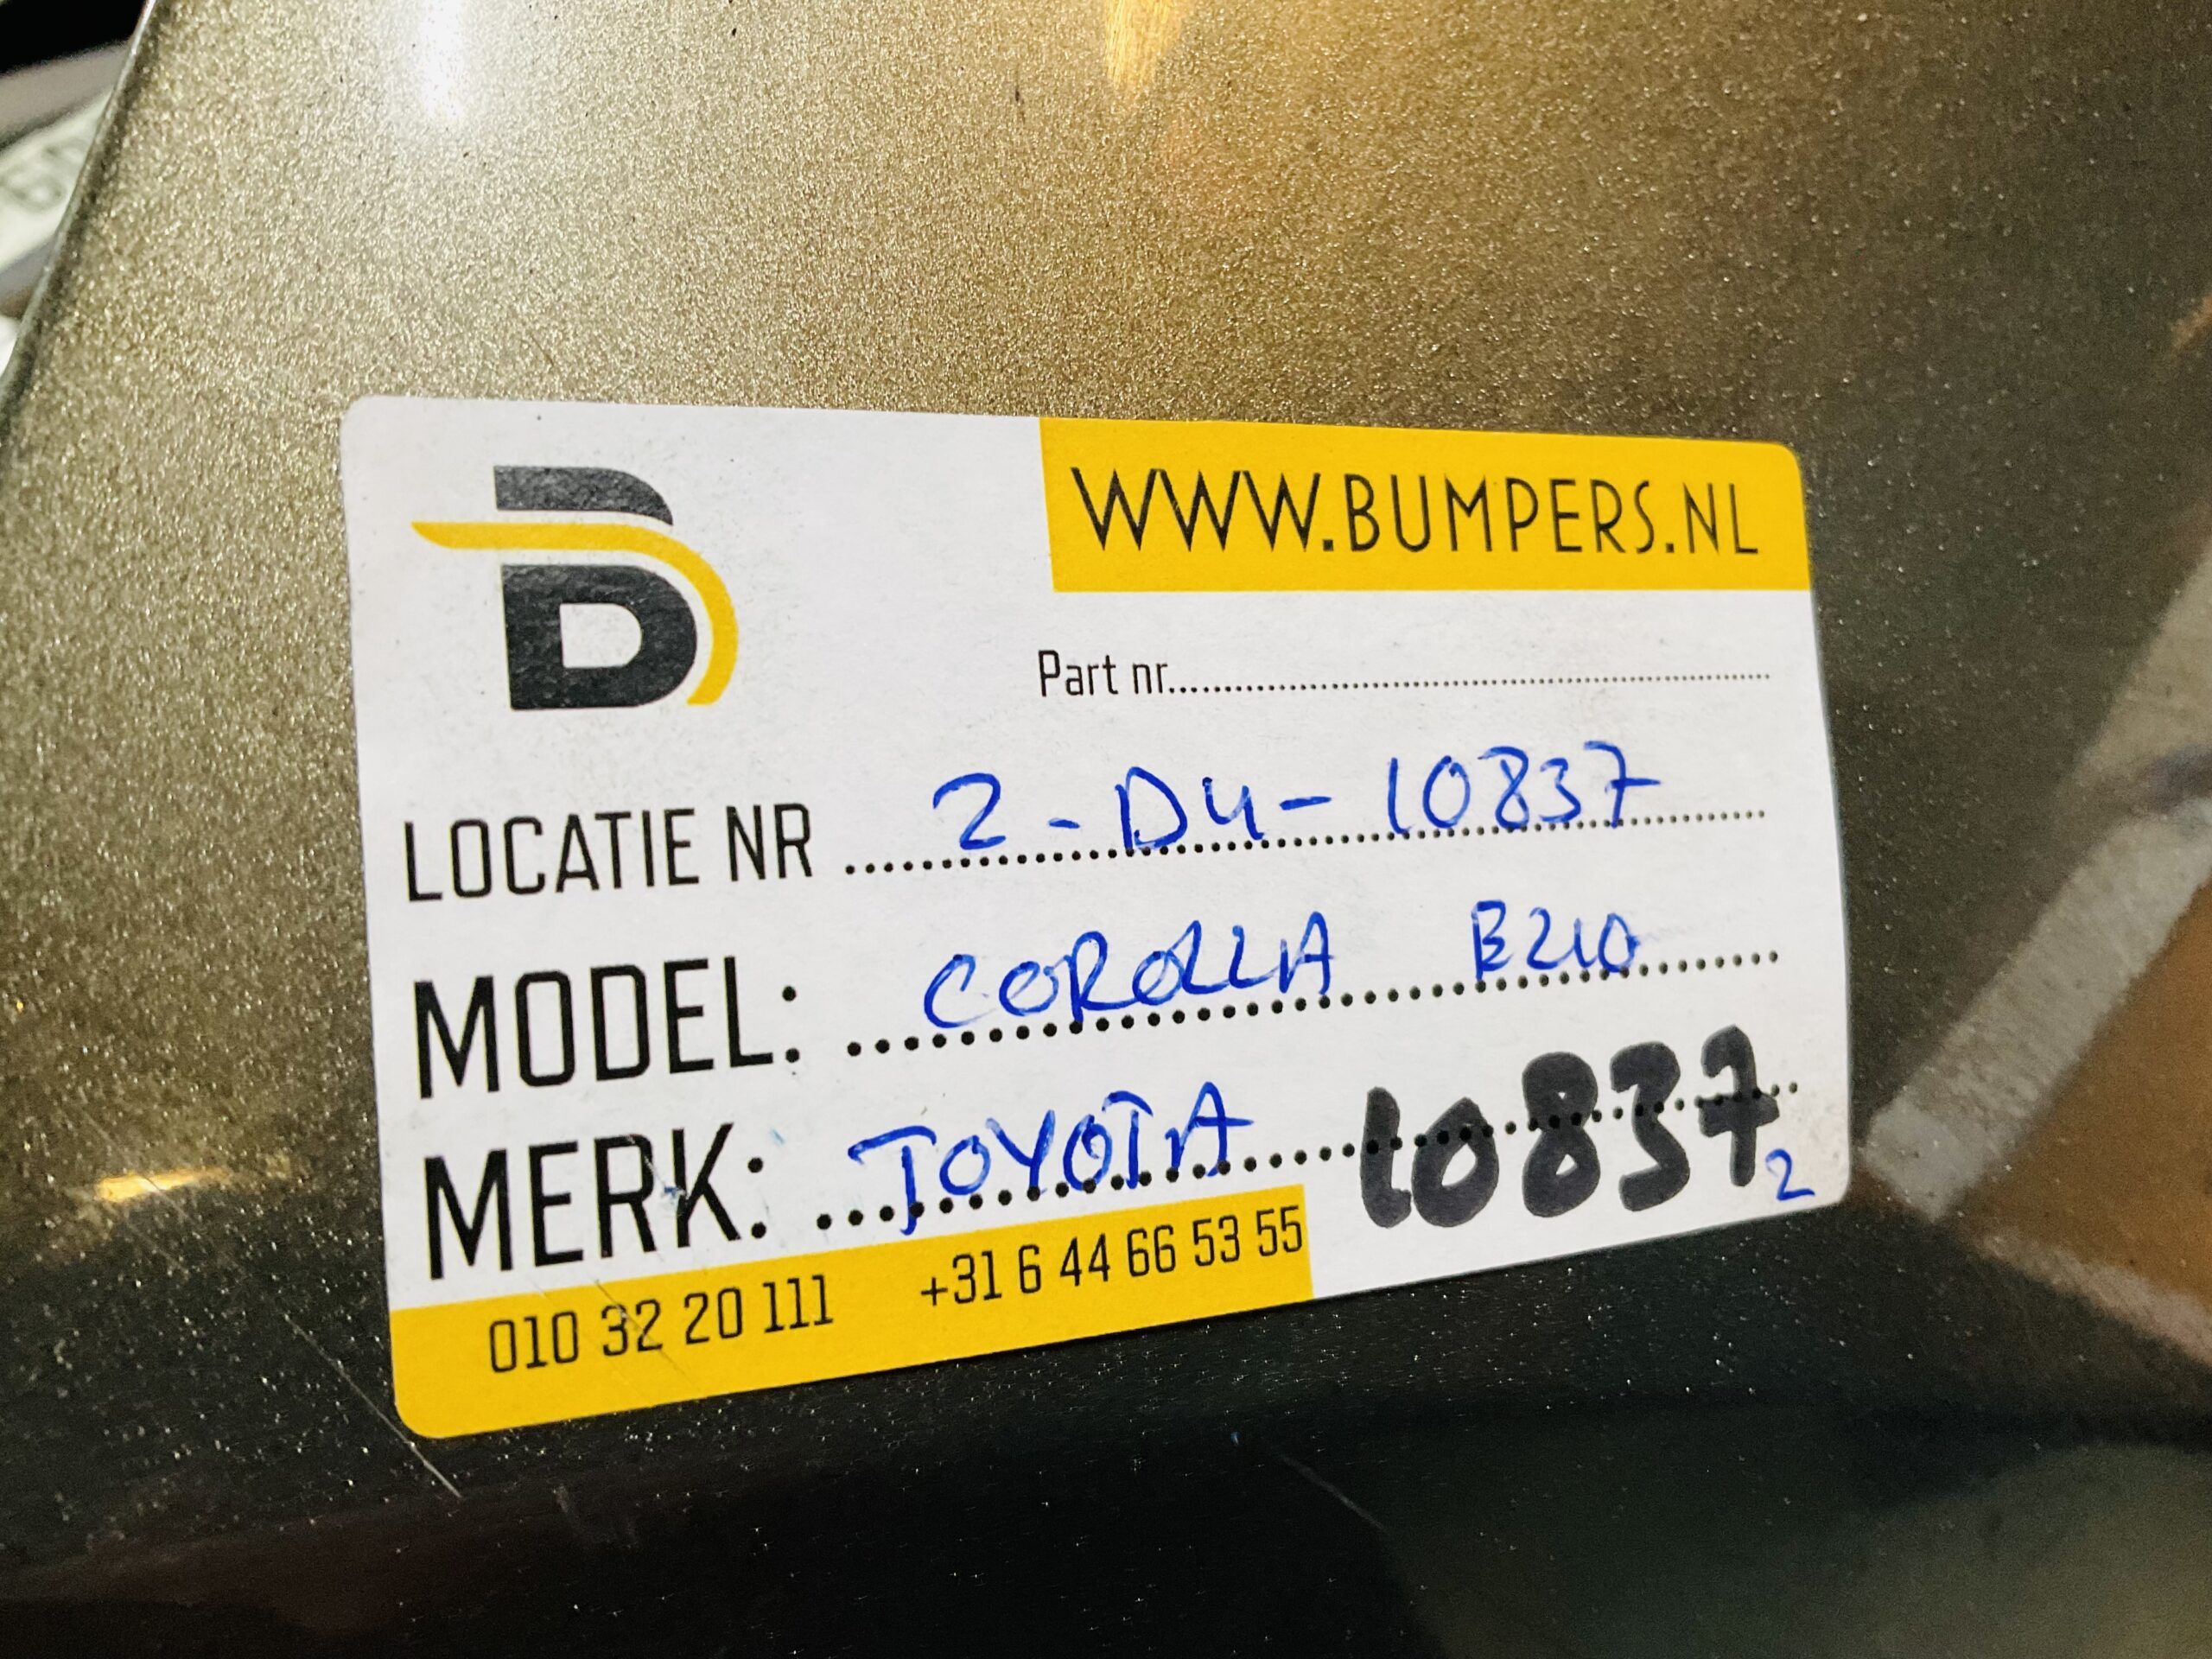 B
WWW.BUMPERS.NL
Part nr........................
LOCATIE NR 2 - D4 - 10837
MODEL: COROLLA E210
MERK: TOYOTA 10837 2
010 32 20 111 +31 6 44 66 53 55